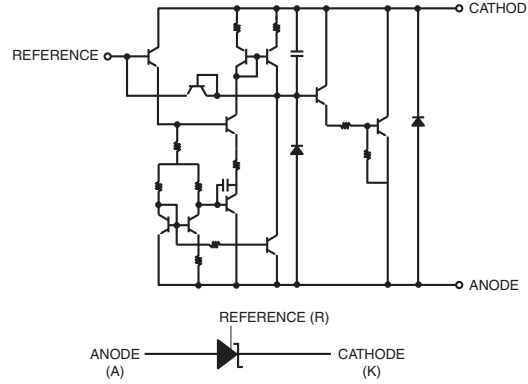 CATHOD
REFERENCE
ANODE
REFERENCE (R)
ANODE
(A)
CATHODE
(K)